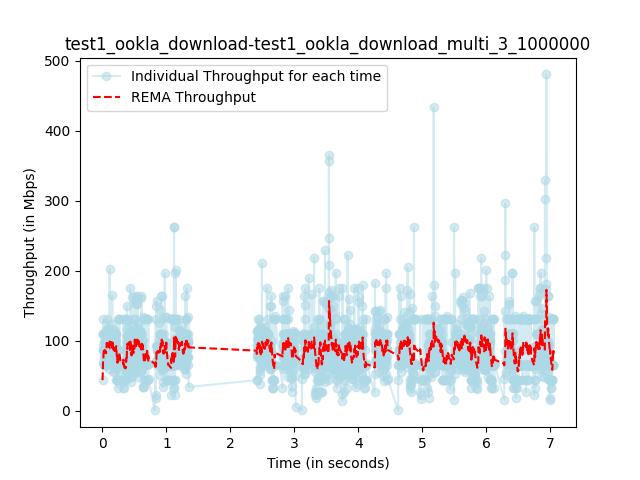 test1_ookla_download-test1_ookla_download_multi_3_1000000
Individual Throughput for each time
REMA Throughput
Throughput (in Mbps)
500
400
300
200
100
0
0 1 2 3 4 5 6 7
Time (in seconds)